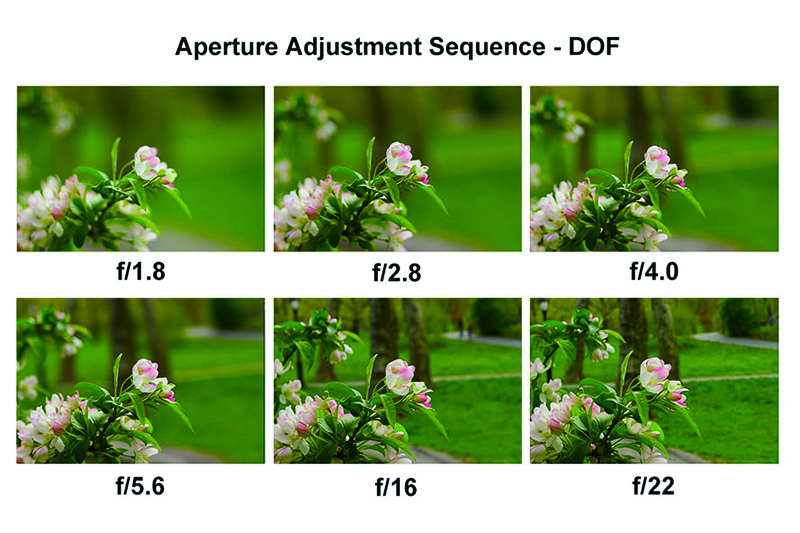 Aperture Adjustment Sequence - DOF
f/1.8
f/2.8
f/4.0
f/5.6
f/16
f/22